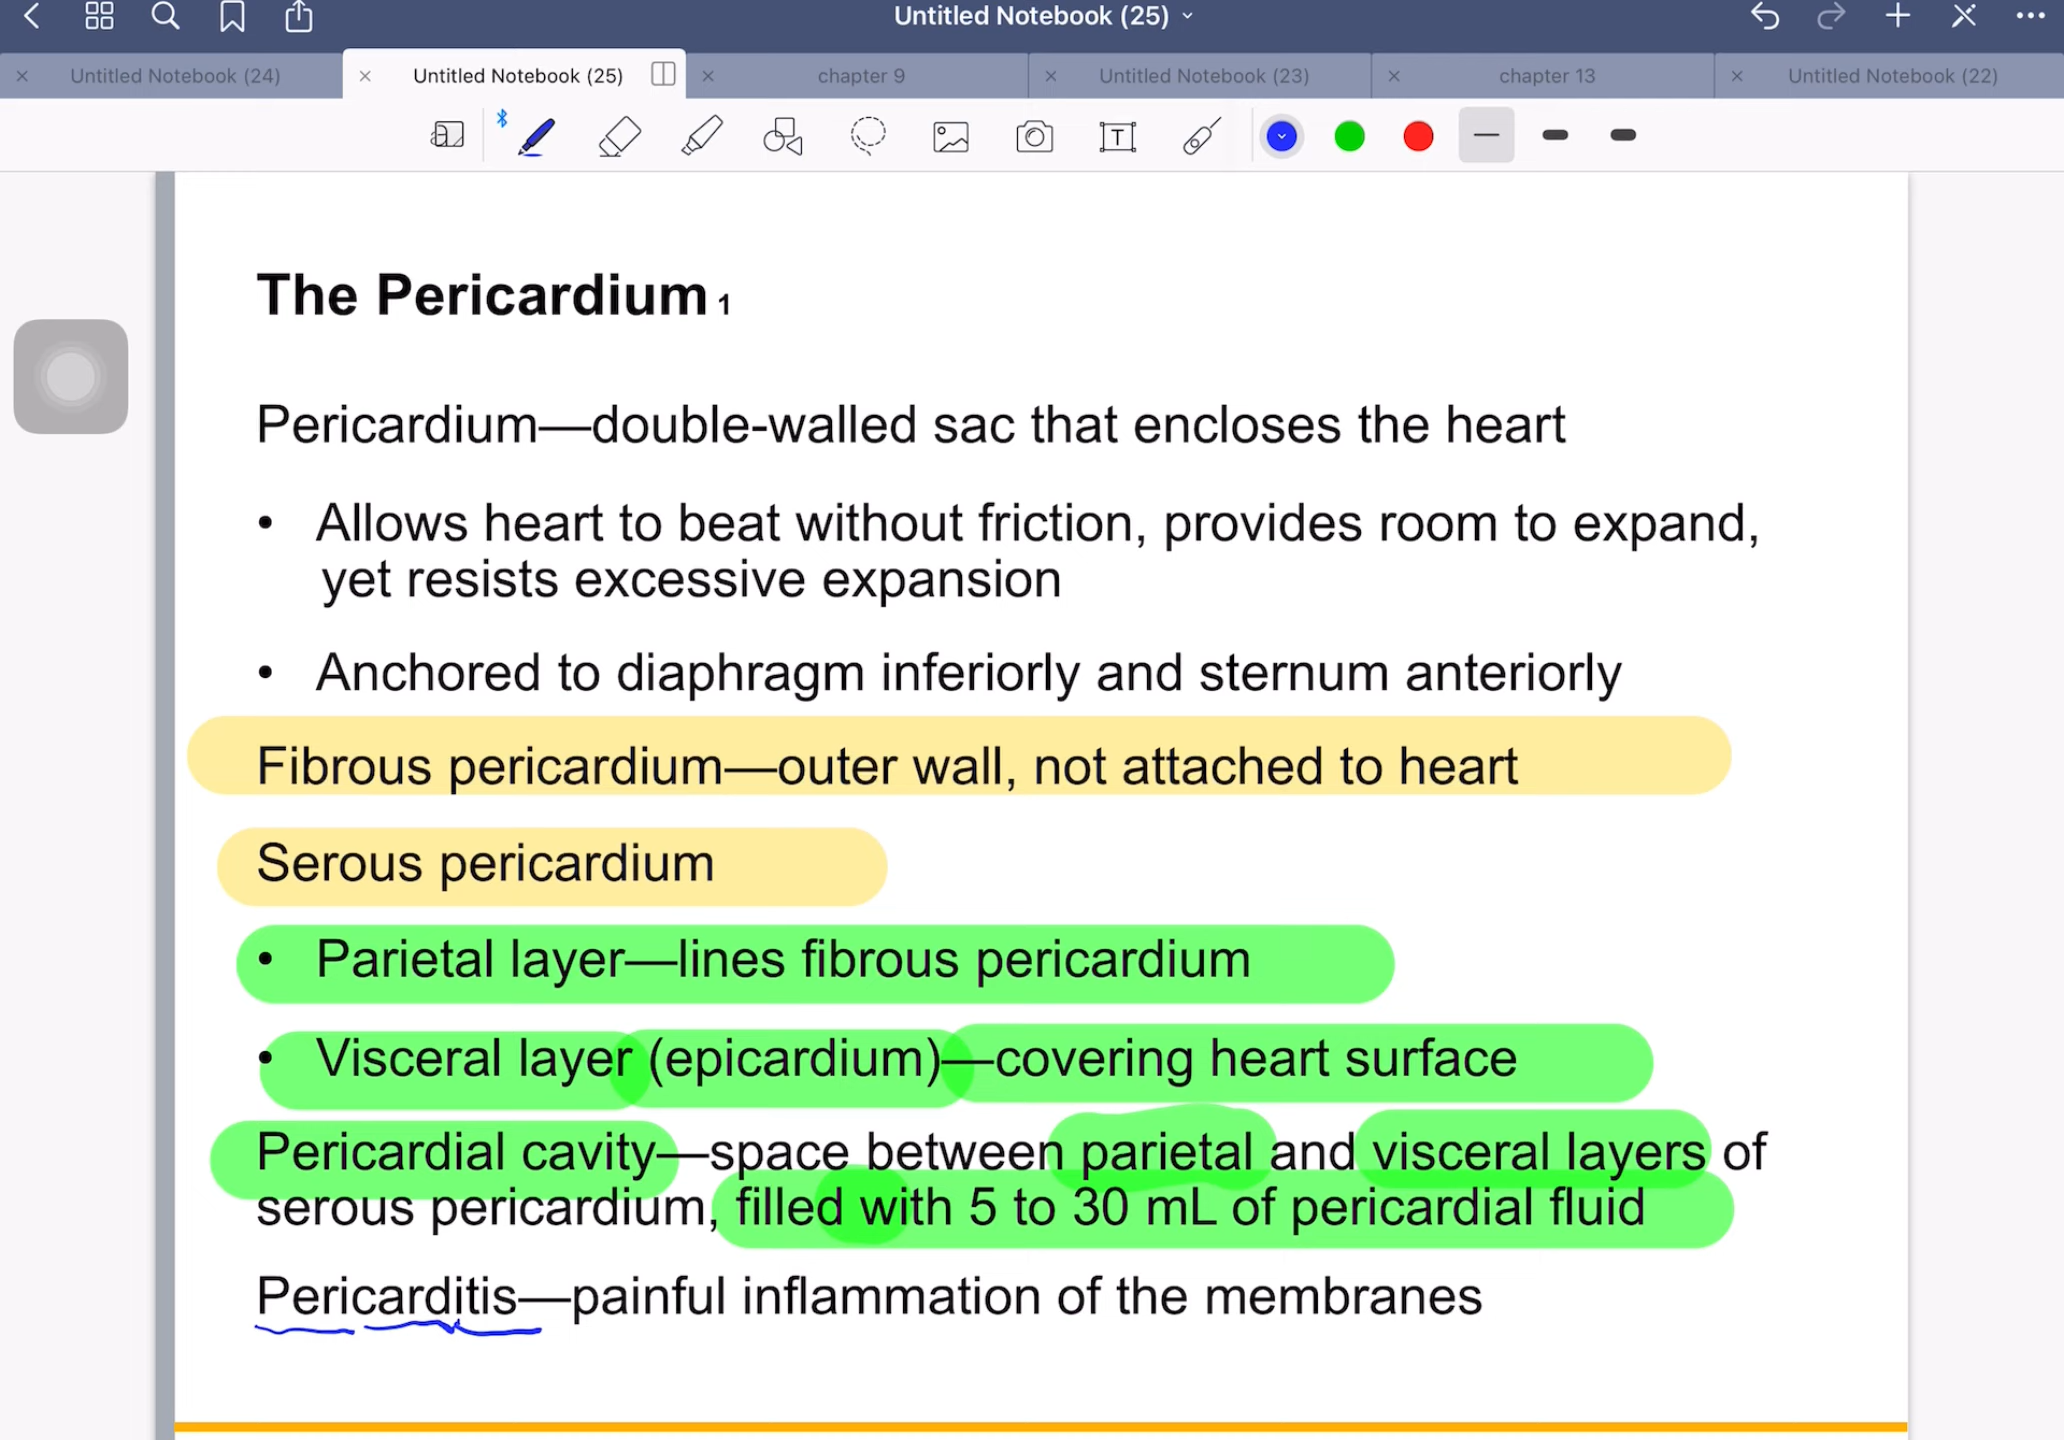 Untitled Notebook (25)
Untitled Notebook (24)
Untitled Notebook (25)
chapter 9
Untitled Notebook (23)
chapter 13
Untitled Notebook (22)
a
T
The Pericardium 1
Pericardium—double-walled sac that encloses the heart
• Allows heart to beat without friction, provides room to expand,
yet resists excessive expansion
• Anchored to diaphragm inferiorly and sternum anteriorly
Fibrous pericardium—outer wall, not attached to heart
Serous pericardium
• Parietal layer—lines fibrous pericardium
• Visceral layer (epicardium)—covering heart surface
Pericardial cavity—space between parietal and visceral layers of
serous pericardium, filled with 5 to 30 mL of pericardial fluid
Pericarditis—painful inflammation of the membranes